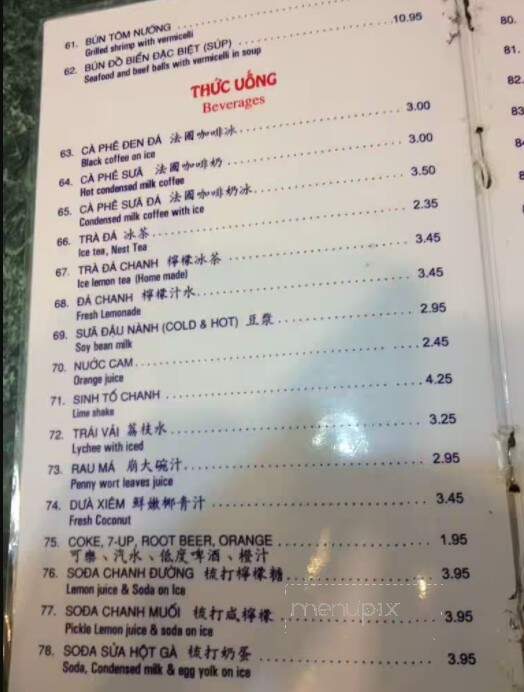 61. BÚN TÔM NƯỚNG
Grilled shrimp with vermicelli
62. BÚN ĐỒ BIỂN ĐẶC BIỆT (SÚP) 10.95
Seafood and beef balls with vermicelli in soup
THỨC UỐNG
Beverages
63. CÀ PHÊ ĐEN ĐÁ 法國咖啡冰 3.00
Black coffee on ice
64. CÀ PHÊ SƯÃ 法國咖啡奶 3.00
Hot condensed milk coffee
65. CÀ PHÊ SƯÃ ĐÁ 法國咖啡奶冰 3.50
Condensed milk coffee with ice
66. TRÀ ĐÁ 冰茶 2.35
Ice tea, Nest Tea
67. TRÀ ĐÁ CHANH 檸檬冰茶 3.45
Ice lemon tea (Home made)
68. ĐÁ CHANH 檸檬汁水 3.45
Fresh Lemonade
69. SƯÃ ĐẬU NÀNH (COLD & HOT) 豆漿 2.95
Soy bean milk
70. NƯỚC CAM 2.45
Orange juice
71. SINH TỐ CHANH 4.25
Lime shake
72. TRÁI VẢI 荔枝水 3.25
Lychee with iced
73. RAU MÁ 崩大碗汁 2.95
Penny wort leaves juice
74. DỪA XIÊM 鮮嫩椰青汁 3.45
Fresh Coconut
75. COKE, 7-UP, ROOT BEER, ORANGE 1.95
可樂、汽水、低度啤酒、橙汁
76. SOĐA CHANH ĐƯỜNG 梳打檸檬糖 3.95
Lemon juice & Soda on Ice
77. SOĐA CHANH MUỐI 梳打咸檸檬 3.95
Pickle Lemon juice & soda on ice
78. SOĐA SỬA HỘT GÀ 梳打奶蛋 3.95
Soda, Condensed milk & egg yolk on ice
menupix
80.
81.
82.
83
84
8